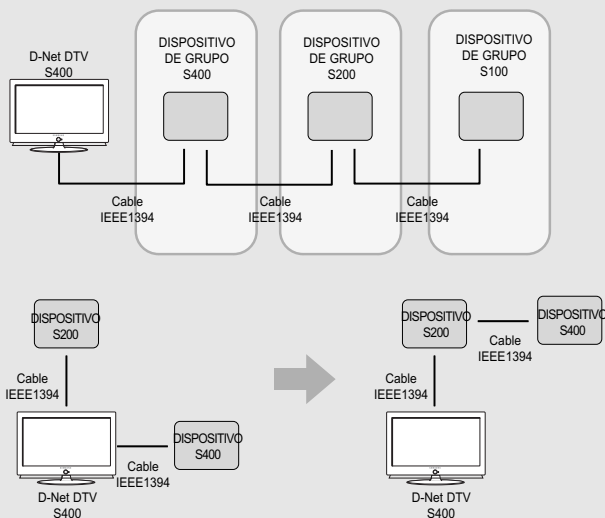 D-Net DTV
S400
DISPOSITIVO
DE GRUPO
S400
DISPOSITIVO
DE GRUPO
S200
DISPOSITIVO
DE GRUPO
S100
Cable
IEEE1394
Cable
IEEE1394
Cable
IEEE1394
DISPOSITIVO
S200
Cable
IEEE1394
DISPOSITIVO
S400
Cable
IEEE1394
D-Net DTV
S400
DISPOSITIVO
S200
DISPOSITIVO
S400
Cable
IEEE1394
Cable
IEEE1394
D-Net DTV
S400